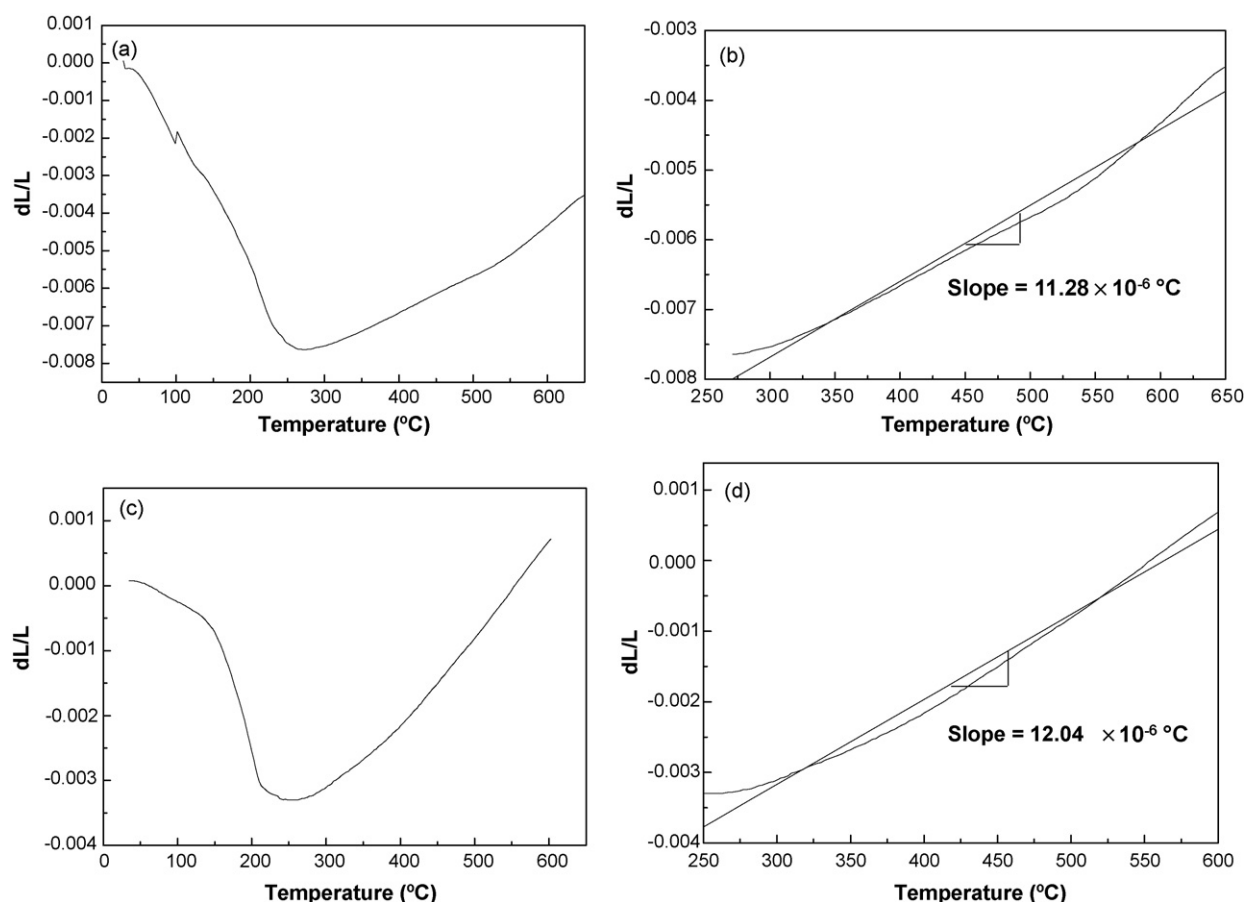 (a)
0.001
0.000
-0.001
-0.002
-0.003
-0.004
-0.005
-0.006
-0.007
-0.008
dL/L
0 100 200 300 400 500 600
Temperature (ºC)
(b)
-0.003
-0.004
-0.005
-0.006
-0.007
-0.008
dL/L
Slope = 11.28 × 10-6 ºC
250 300 350 400 450 500 550 600 650
Temperature (ºC)
(c)
0.001
0.000
-0.001
-0.002
-0.003
-0.004
dL/L
0 100 200 300 400 500 600
Temperature (ºC)
(d)
0.001
0.000
-0.001
-0.002
-0.003
-0.004
dL/L
Slope = 12.04 × 10-6 ºC
250 300 350 400 450 500 550 600
Temperature (ºC)